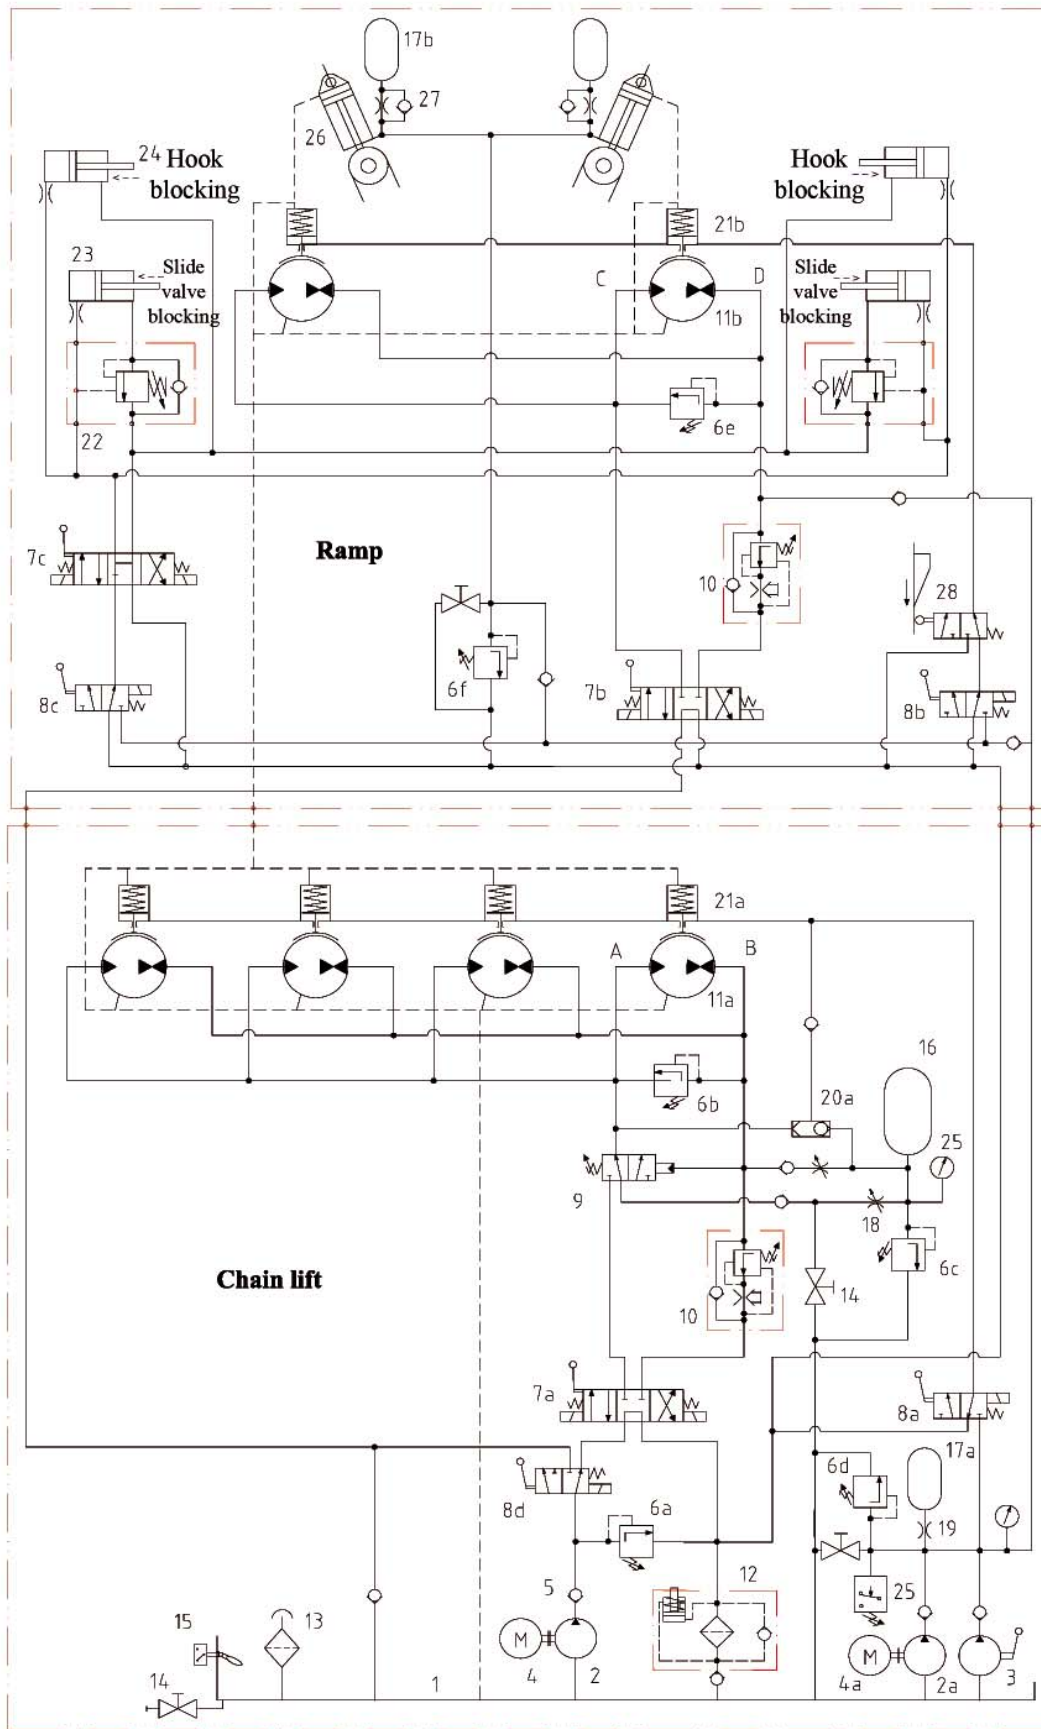 17b
27
26
24 Hook
blocking
Hook
blocking
21b
23
Slide
valve
blocking
Slide
valve
blocking
C
D
11b
6e
22
7c
Ramp
10
28
6f
7b
8c
8b
21a
A
B
11a
16
6b
20a
25
9
18
6c
Chain lift
10
14
7a
8a
17a
6d
8d
6a
19
12
5
25
15
13
M
M
14
1
4
2
4a
2a
3